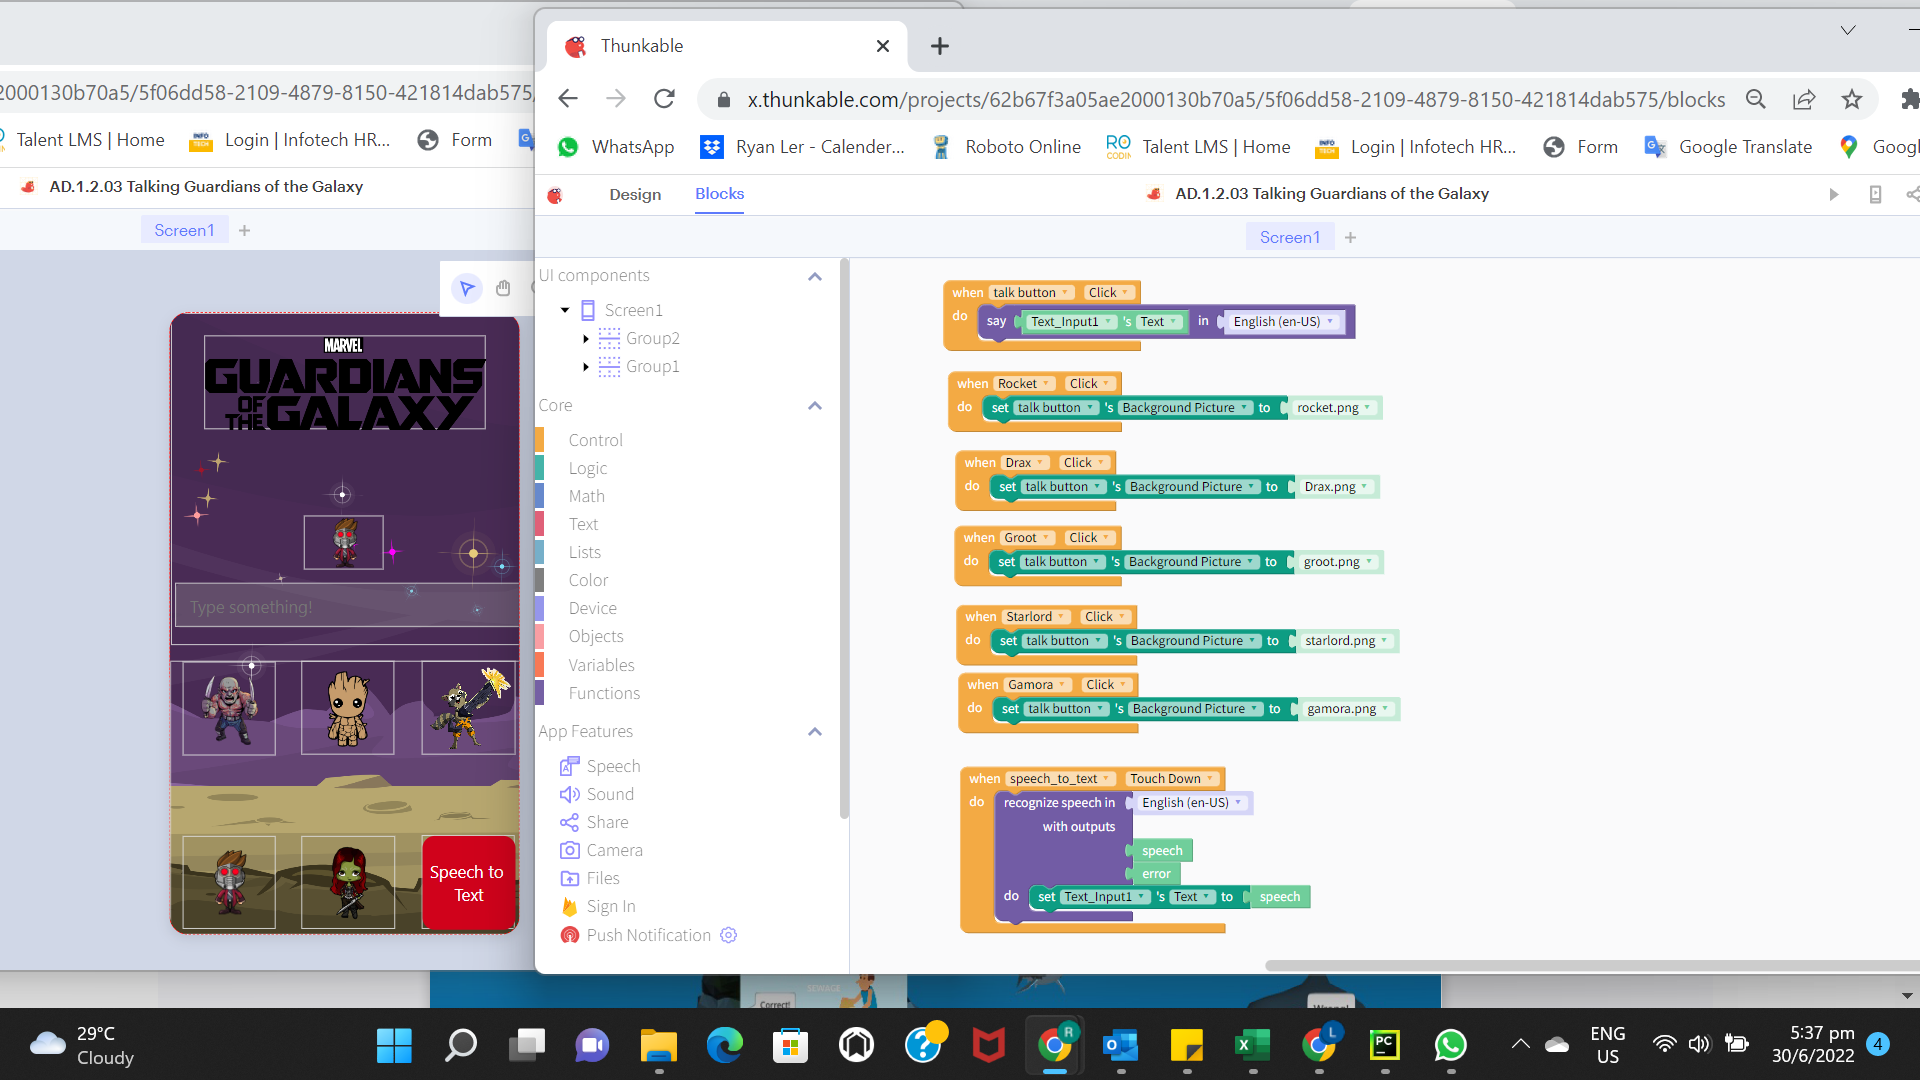 2000130b70a5/5f06dd58-2109-4879-8150-421814dab575/
Talent LMS | Home
INFO TECH
Login | Infotech HR...
Form
AD.1.2.03 Talking Guardians of the Galaxy
Screen1 +
MARVEL
GUARDIANS
OF THE GALAXY
Type something!
Speech to
Text
Thunkable
x.thunkable.com/projects/62b67f3a05ae2000130b70a5/5f06dd58-2109-4879-8150-421814dab575/blocks
WhatsApp
Ryan Ler - Calender...
Roboto Online
RO CODIN
Talent LMS | Home
INFO TECH
Login | Infotech HR...
Form
Google Translate
Googl
Design
Blocks
AD.1.2.03 Talking Guardians of the Galaxy
Screen1 +
UI components
Screen1
Group2
Group1
Core
Control
Logic
Math
Text
Lists
Color
Device
Objects
Variables
Functions
App Features
Speech
Sound
Share
Camera
Files
Sign In
Push Notification
when talk button Click
do say Text_Input1 's Text in English (en-US)
when Rocket Click
do set talk button 's Background Picture to rocket.png
when Drax Click
do set talk button 's Background Picture to Drax.png
when Groot Click
do set talk button 's Background Picture to groot.png
when Starlord Click
do set talk button 's Background Picture to starlord.png
when Gamora Click
do set talk button 's Background Picture to gamora.png
when speech_to_text Touch Down
do recognize speech in English (en-US)
with outputs
speech
error
do set Text_Input1 's Text to speech
SEWAGE
Correct!
29°C
Cloudy
R
L
PC
ENG
US
5:37 pm
30/6/2022
4